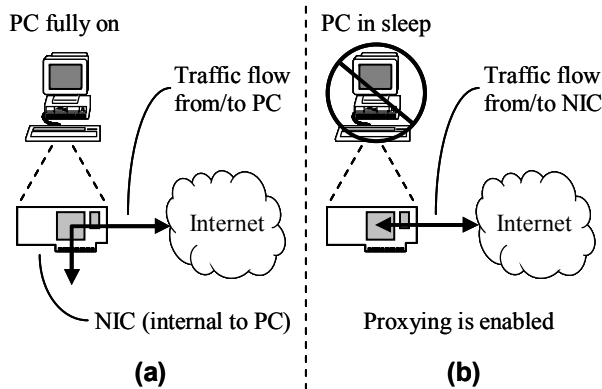 PC fully on
Traffic flow
from/to PC
Internet
NIC (internal to PC)
(a)
PC in sleep
Traffic flow
from/to NIC
Internet
Proxying is enabled
(b)